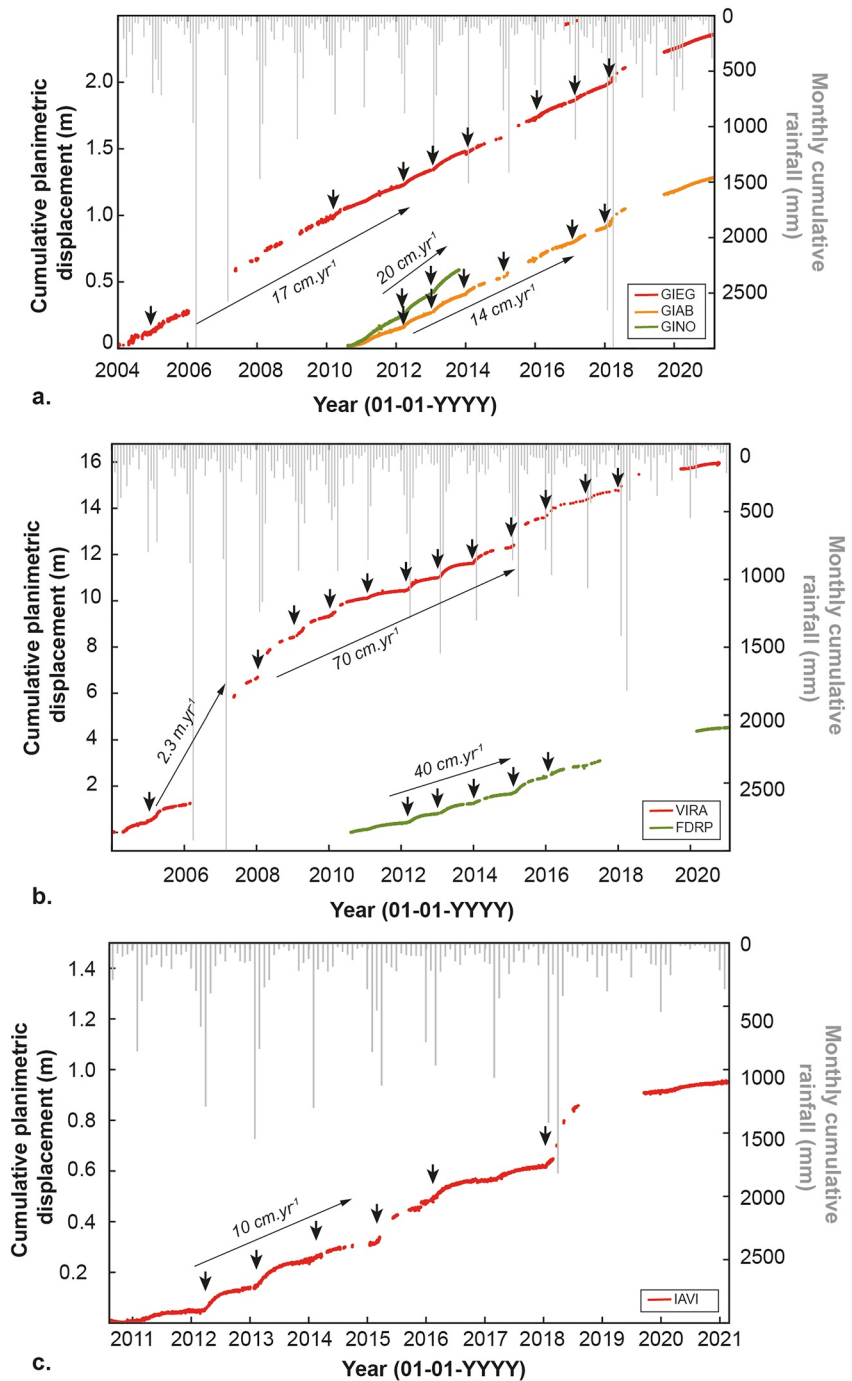 0
2.0
500
1.5
1000
1.0
1500
0.5
2000
0
2500
Cumulative planimetric
displacement (m)
Monthly cumulative
rainfall (mm)
17 cm.yr-1
20 cm.yr-1
14 cm.yr-1
GIEG
GIAB
GINO
2004 2006 2008 2010 2012 2014 2016 2018 2020
a.
Year (01-01-YYYY)
16
0
14
500
12
1000
10
8
1500
6
2000
4
2500
2
Cumulative planimetric
displacement (m)
Monthly cumulative
rainfall (mm)
2.3 m.yr-1
70 cm.yr-1
40 cm.yr-1
VIRA
FDRP
2006 2008 2010 2012 2014 2016 2018 2020
b.
Year (01-01-YYYY)
0
1.4
500
1.2
1.0
1000
0.8
1500
0.6
2000
0.4
2500
0.2
Cumulative planimetric
displacement (m)
Monthly cumulative
rainfall (mm)
10 cm.yr-1
IAVI
2011 2012 2013 2014 2015 2016 2017 2018 2019 2020 2021
c.
Year (01-01-YYYY)